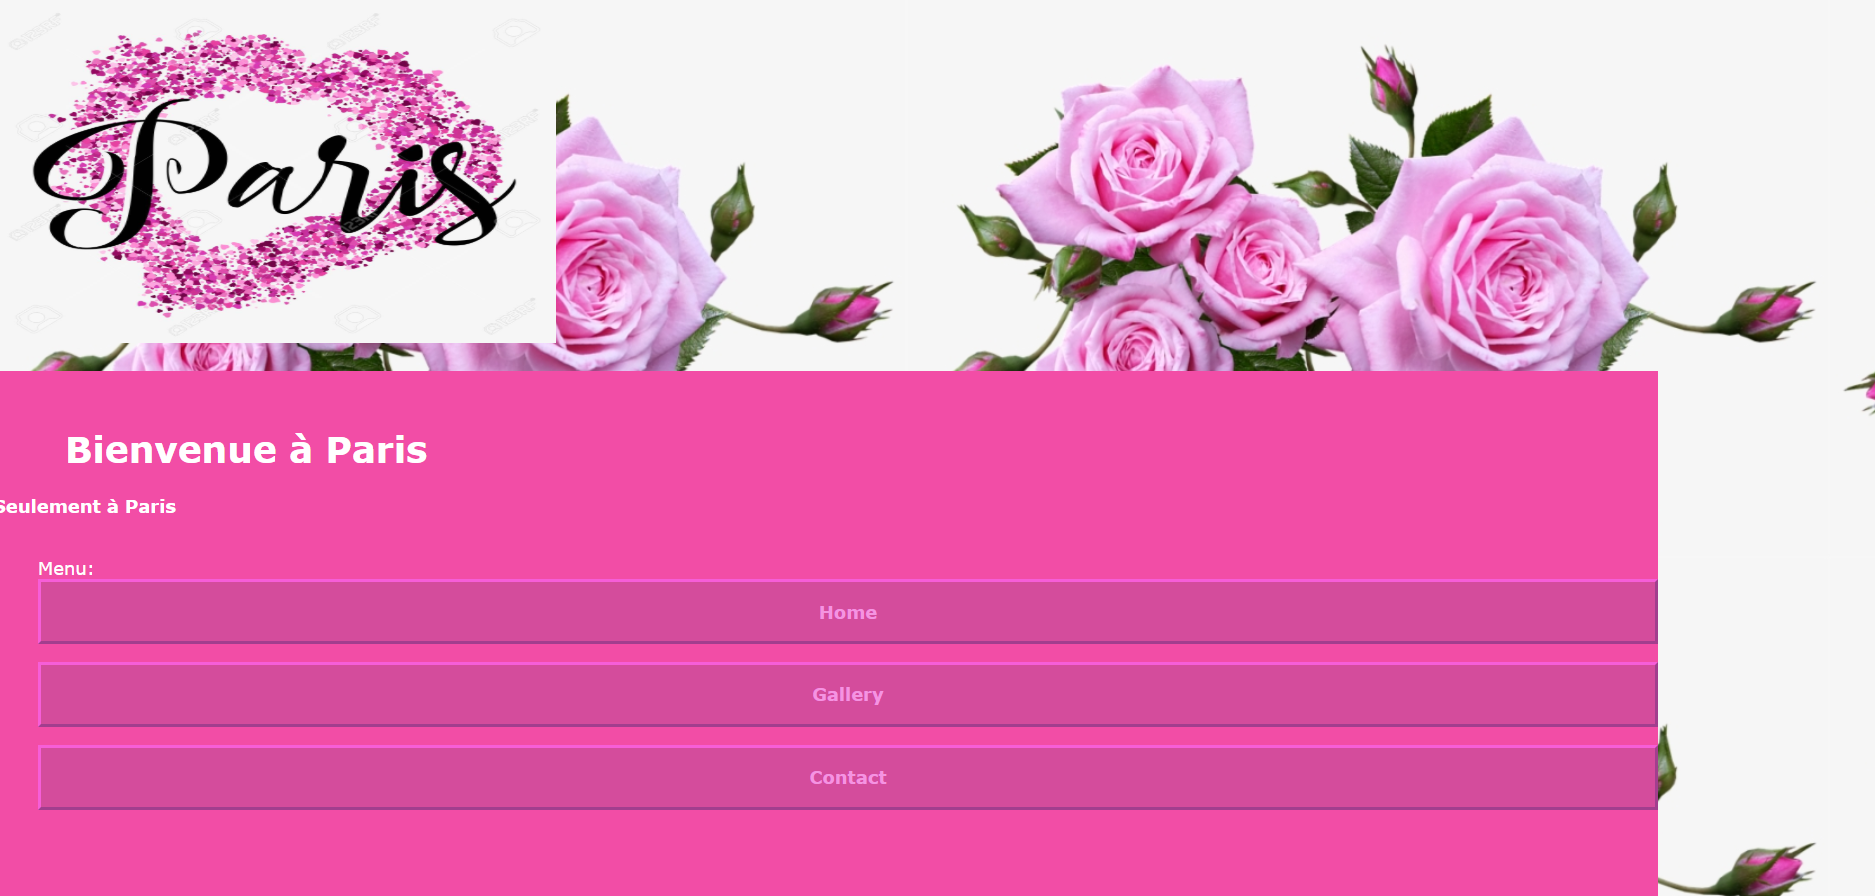 Paris
Bienvenue à Paris
Seulement à Paris
Menu:
Home
Gallery
Contact